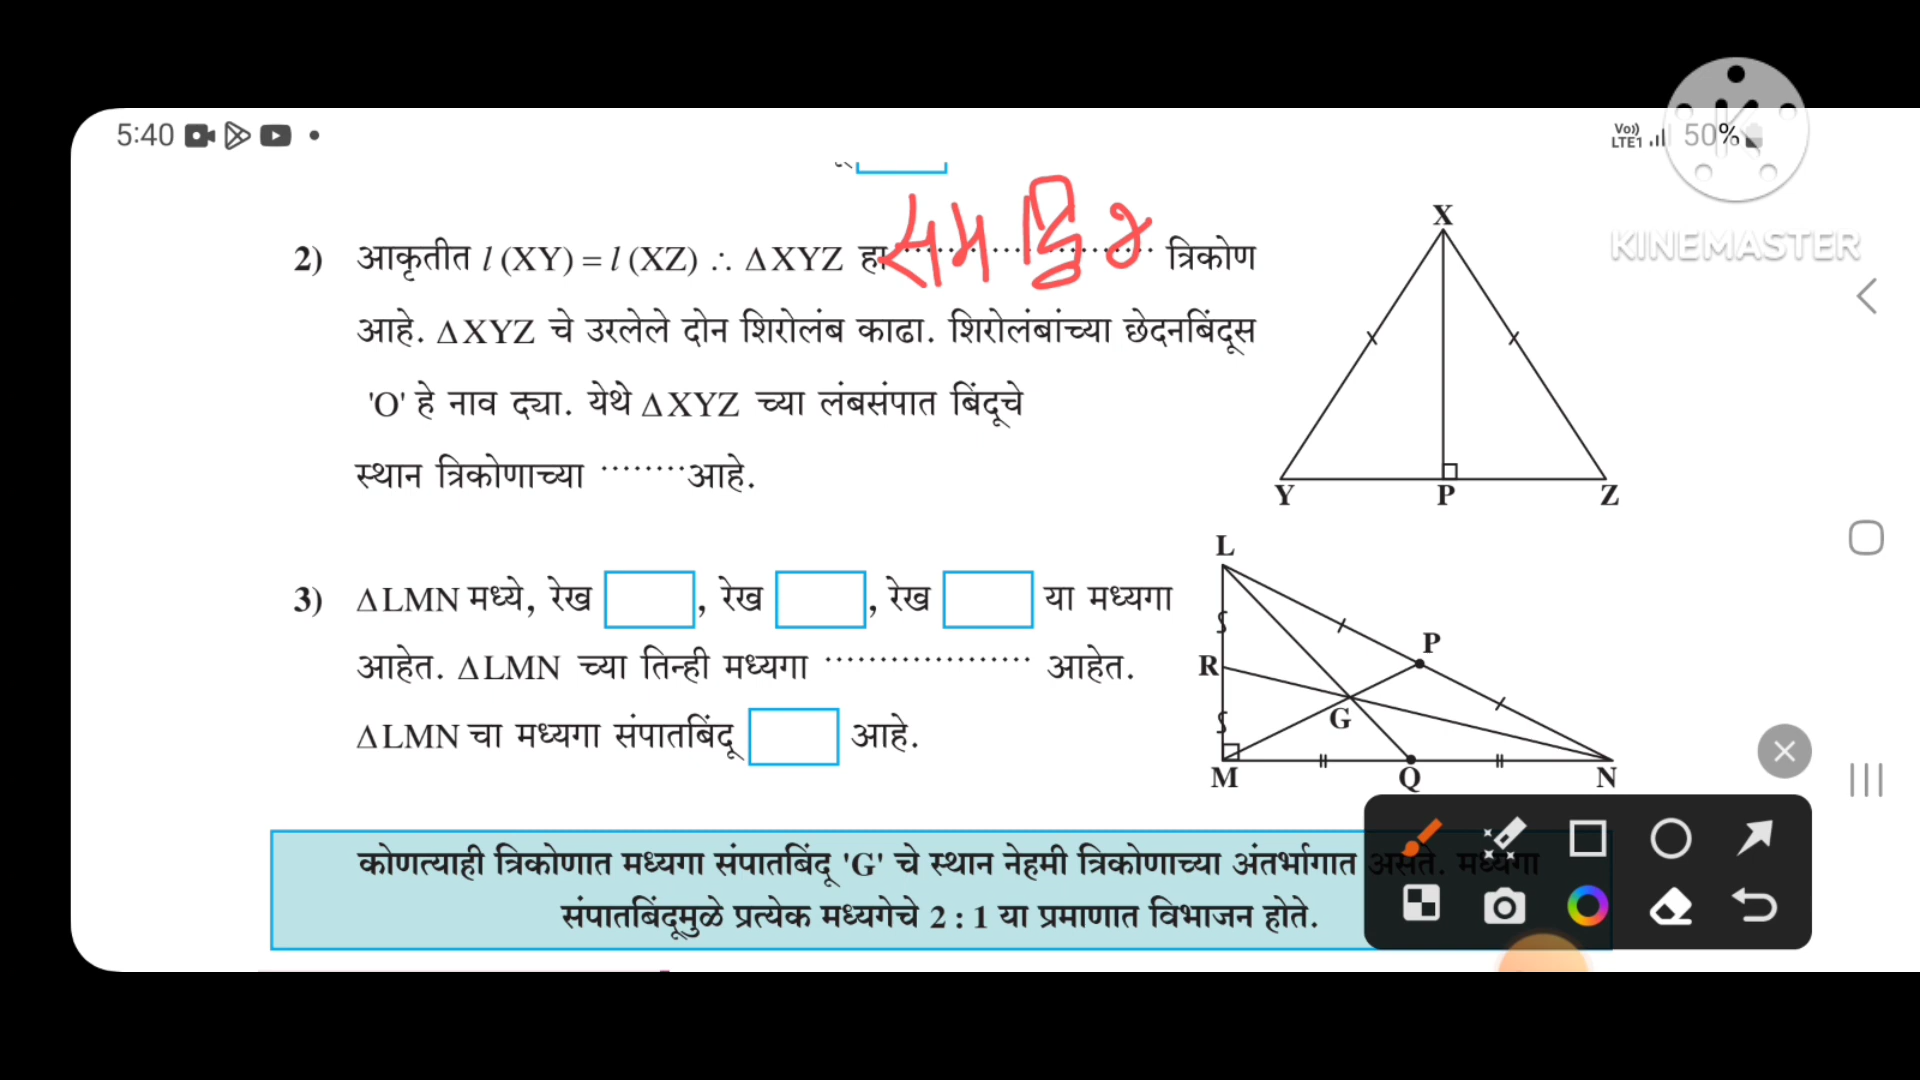 5:40
Vo)) LTE1 50%
KINEMASTER
समद्विभुज
2) आकृतीत l (XY) = l (XZ) ∴ ΔXYZ हा .................... त्रिकोण
आहे. ΔXYZ चे उरलेले दोन शिरोलंब काढा. शिरोलंबांच्या छेदनबिंदूस
'O' हे नाव द्या. येथे ΔXYZ च्या लंबसंपात बिंदूचे
स्थान त्रिकोणाच्या ........ आहे.
X
Y P Z
3) ΔLMN मध्ये, रेख , रेख , रेख या मध्यगा
आहेत. ΔLMN च्या तिन्ही मध्यगा ................... आहेत.
ΔLMN चा मध्यगा संपातबिंदू आहे.
L
P
R
G
M Q N
कोणत्याही त्रिकोणात मध्यगा संपातबिंदू 'G' चे स्थान नेहमी त्रिकोणाच्या अंतर्भागात असते. मध्यगा
संपातबिंदूमुळे प्रत्येक मध्यगेचे 2 : 1 या प्रमाणात विभाजन होते.